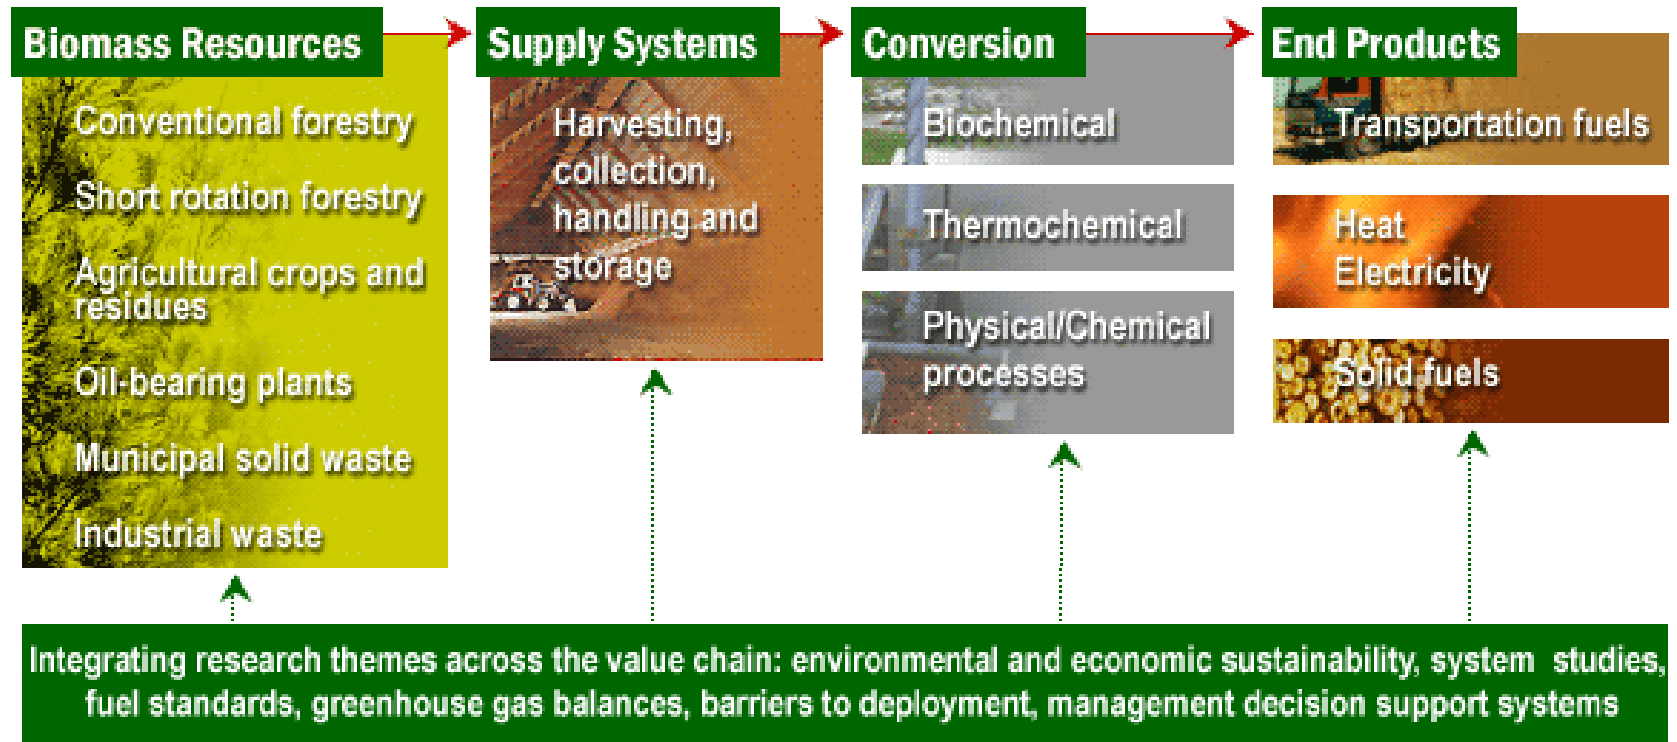 Biomass Resources
Conventional forestry
Short rotation forestry
Agricultural crops and
residues
Oil-bearing plants
Municipal solid waste
Industrial waste
Supply Systems
Harvesting,
collection,
handling and
storage
Conversion
Biochemical
Thermochemical
Physical/Chemical
processes
End Products
Transportation fuels
Heat
Electricity
Solid fuels
Integrating research themes across the value chain: environmental and economic sustainability, system studies,
fuel standards, greenhouse gas balances, barriers to deployment, management decision support systems